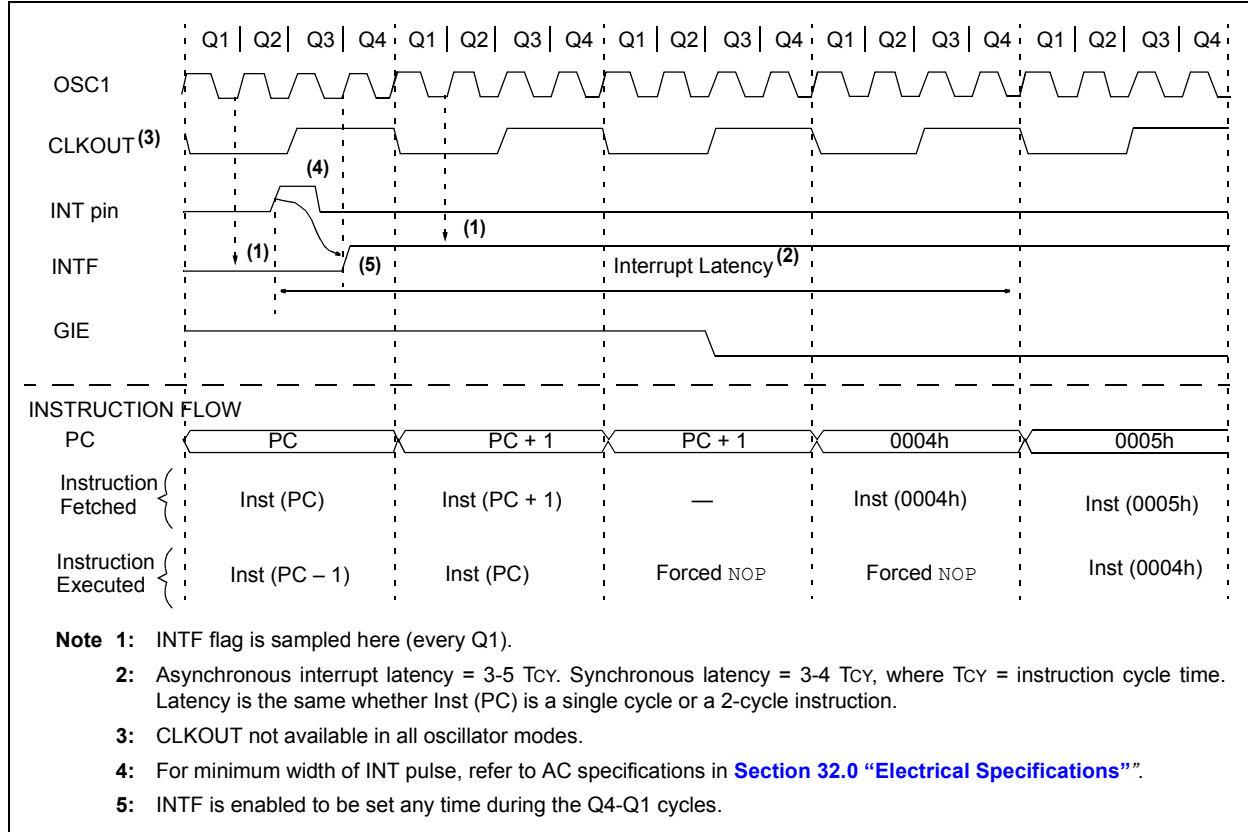 Q1 Q2 Q3 Q4 Q1 Q2 Q3 Q4 Q1 Q2 Q3 Q4 Q1 Q2 Q3 Q4 Q1 Q2 Q3 Q4
OSC1
CLKOUT (3)
(4)
INT pin
(1)
(1)
INTF
(5)
Interrupt Latency (2)
GIE
INSTRUCTION FLOW
PC PC PC + 1 PC + 1 0004h 0005h
Instruction
Fetched
Inst (PC) Inst (PC + 1) — Inst (0004h) Inst (0005h)
Instruction
Executed
Inst (PC – 1) Inst (PC) Forced NOP Forced NOP Inst (0004h)
Note 1: INTF flag is sampled here (every Q1).
2: Asynchronous interrupt latency = 3-5 TCY. Synchronous latency = 3-4 TCY, where TCY = instruction cycle time.
Latency is the same whether Inst (PC) is a single cycle or a 2-cycle instruction.
3: CLKOUT not available in all oscillator modes.
4: For minimum width of INT pulse, refer to AC specifications in Section 32.0 “Electrical Specifications””.
5: INTF is enabled to be set any time during the Q4-Q1 cycles.